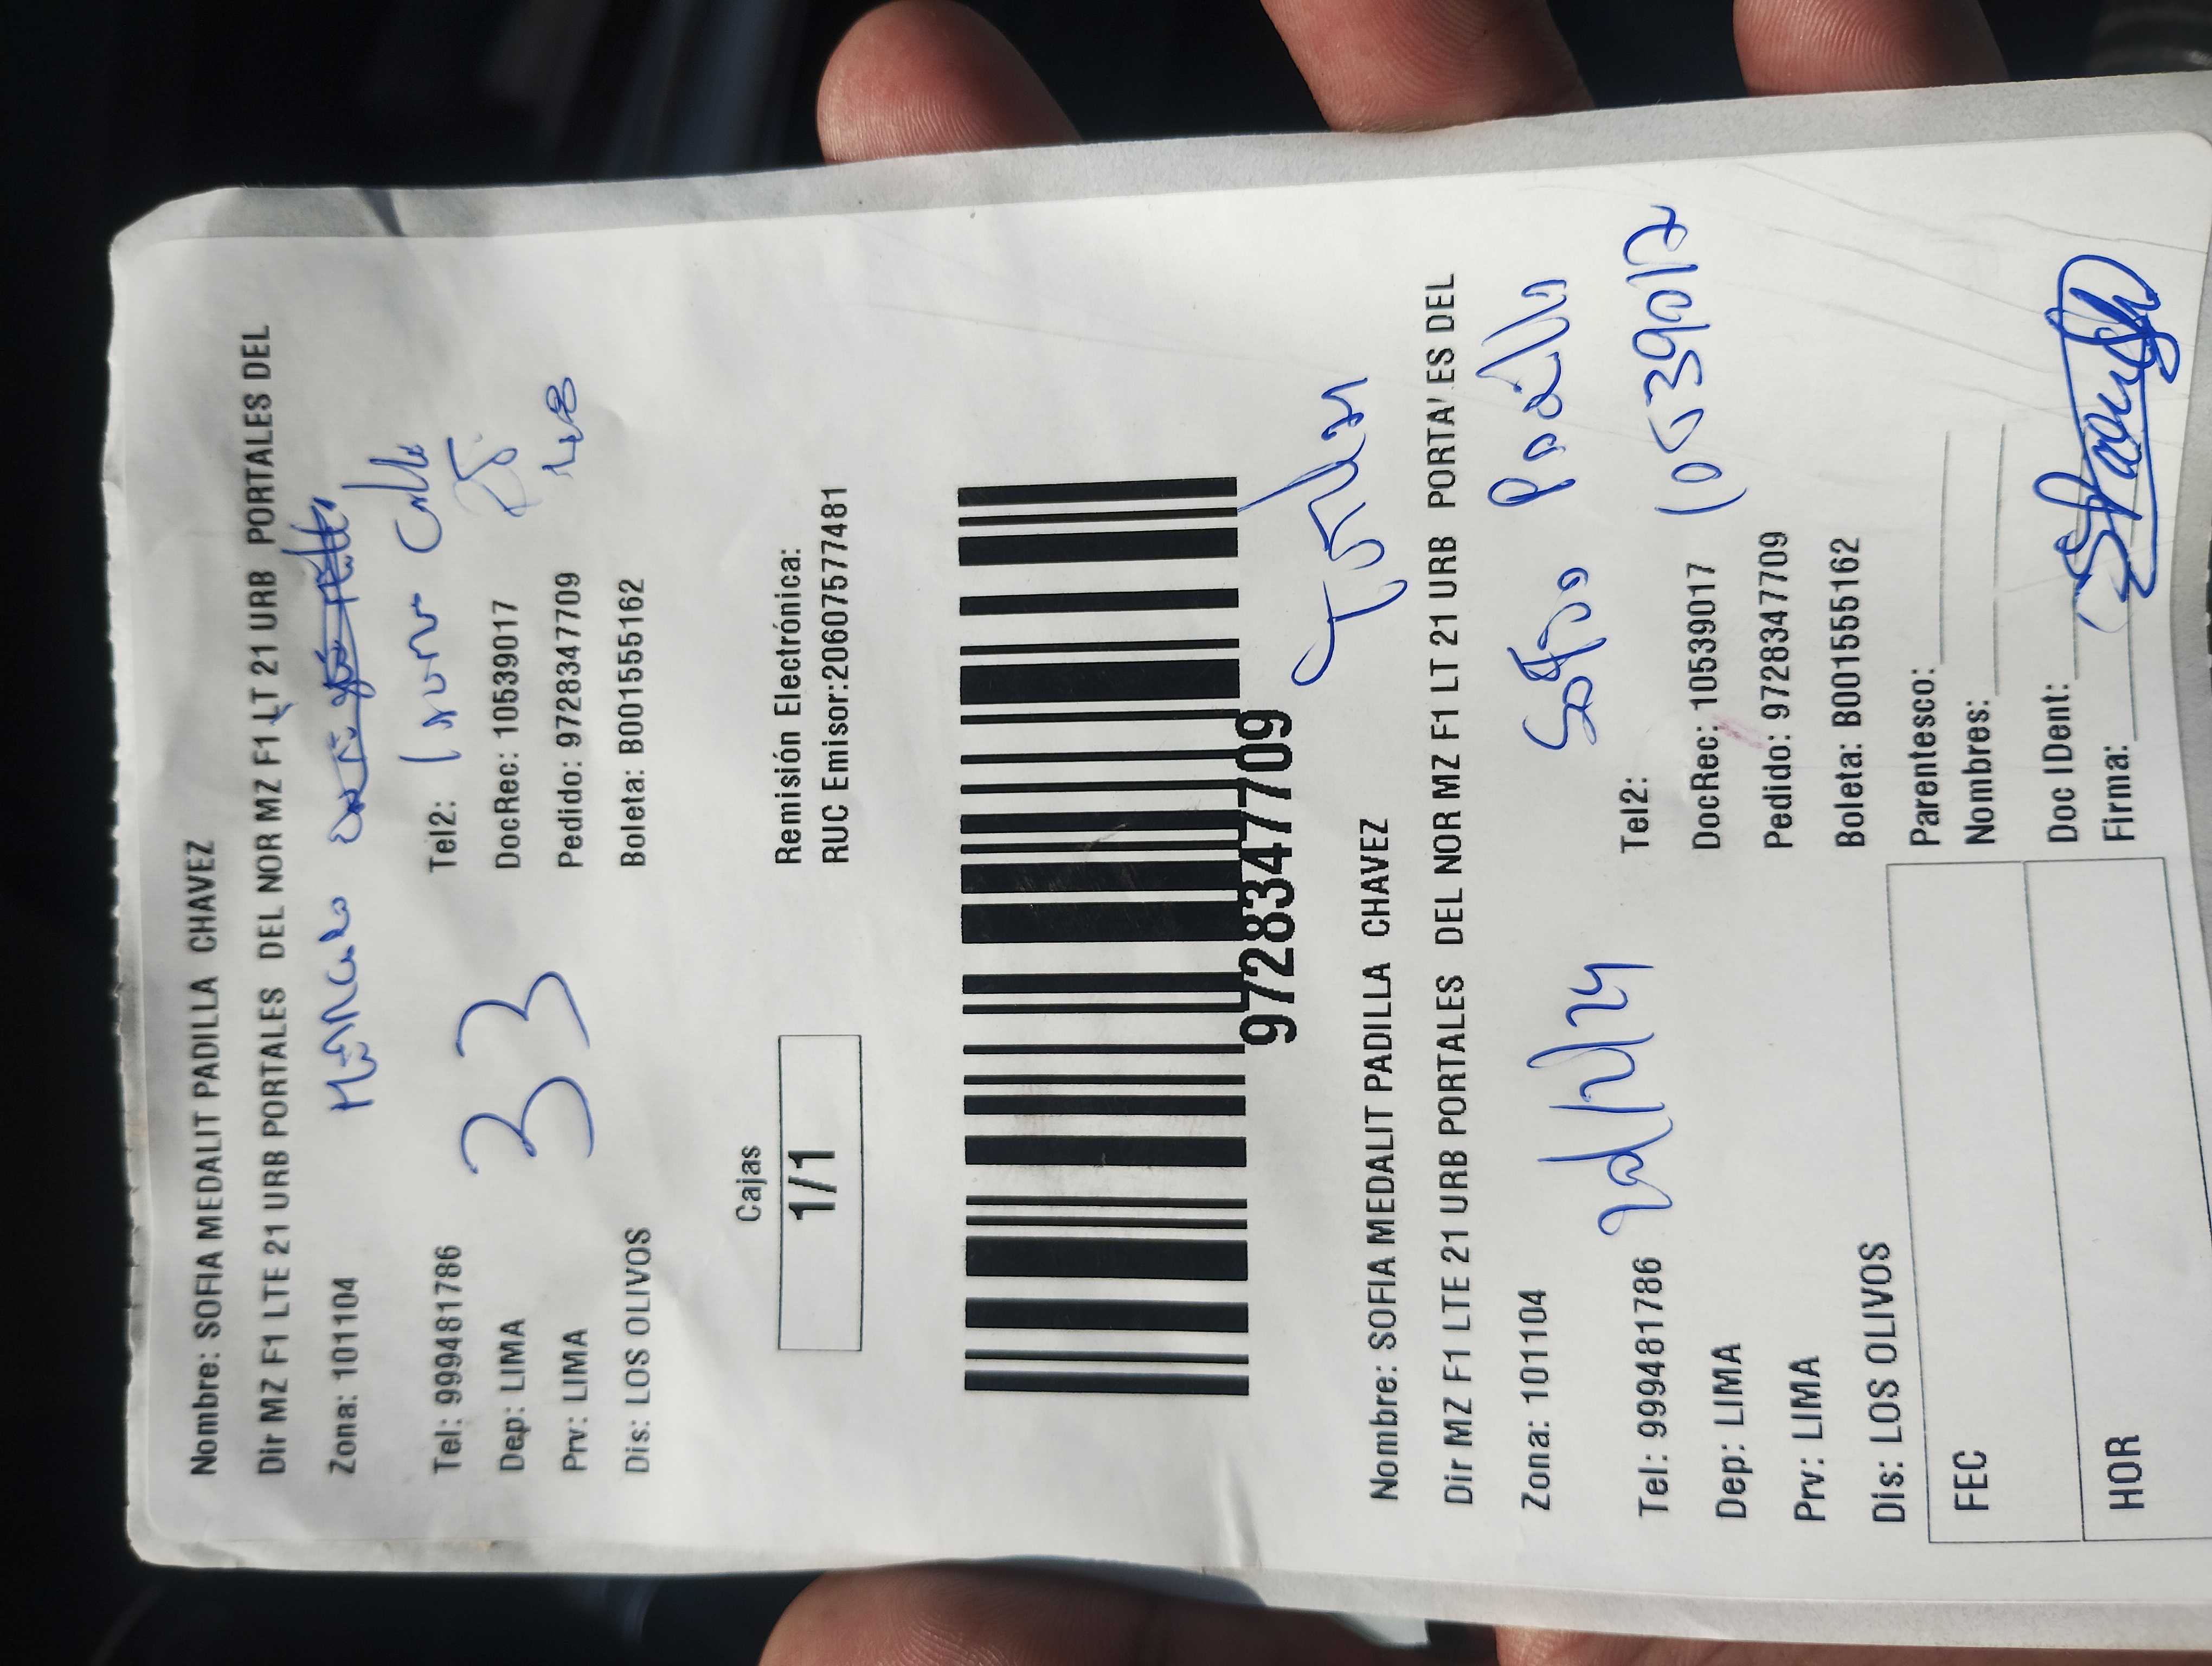 Nombre: SOFIA MEDALIT PADILLA CHAVEZ
Dir MZ F1 LTE 21 URB PORTALES DEL NOR MZ F1 LT 21 URB PORTALES DEL
Zona: 101104
Tel: 999481786
Tel2:
33
Dep: LIMA
DocRec: 10539017
Prv: LIMA
Pedido: 9728347709
Dis: LOS OLIVOS
Boleta: B001555162
Cajas
1/1
Remisión Electrónica:
RUC Emisor:20607577481
9728347709
Nombre: SOFIA MEDALIT PADILLA CHAVEZ
Dir MZ F1 LTE 21 URB PORTALES DEL NOR MZ F1 LT 21 URB PORTA' ES DEL
Zona: 101104
Sofia Padilla
Tel: 999481786
Tel2:
10539017
Dep: LIMA
DocRec: 10539017
Prv: LIMA
Pedido: 9728347709
Dis: LOS OLIVOS
Boleta: B001555162
FEC
Parentesco:
Nombres:
HOR
Doc IDent:
Firma: